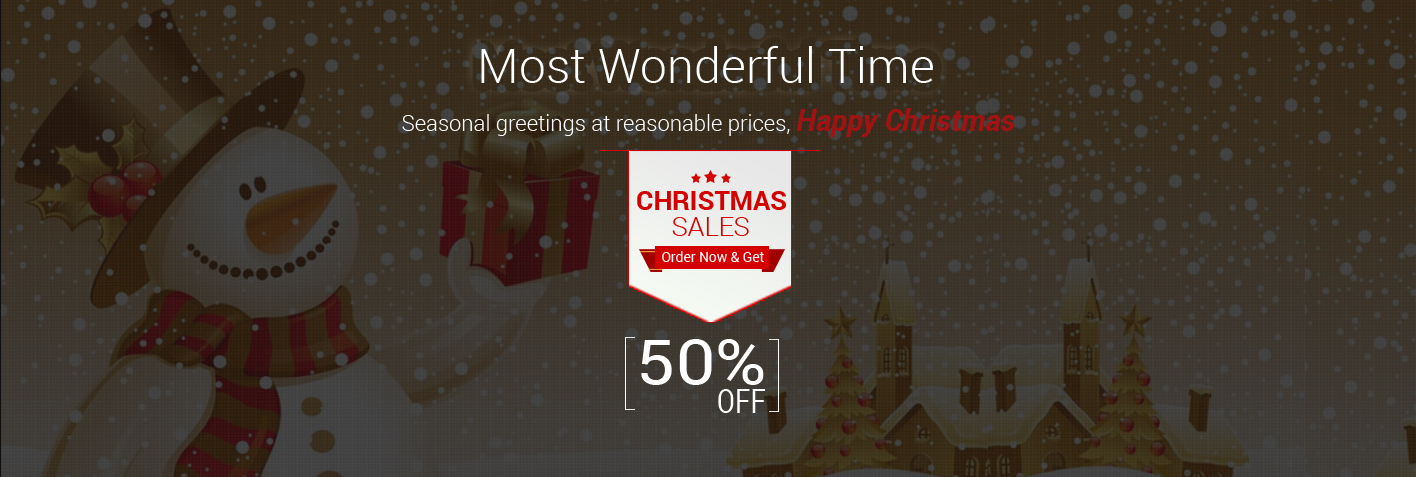 Most Wonderful Time
Seasonal greetings at reasonable prices, Happy Christmas
CHRISTMAS
SALES
Order Now & Get
50%
OFF